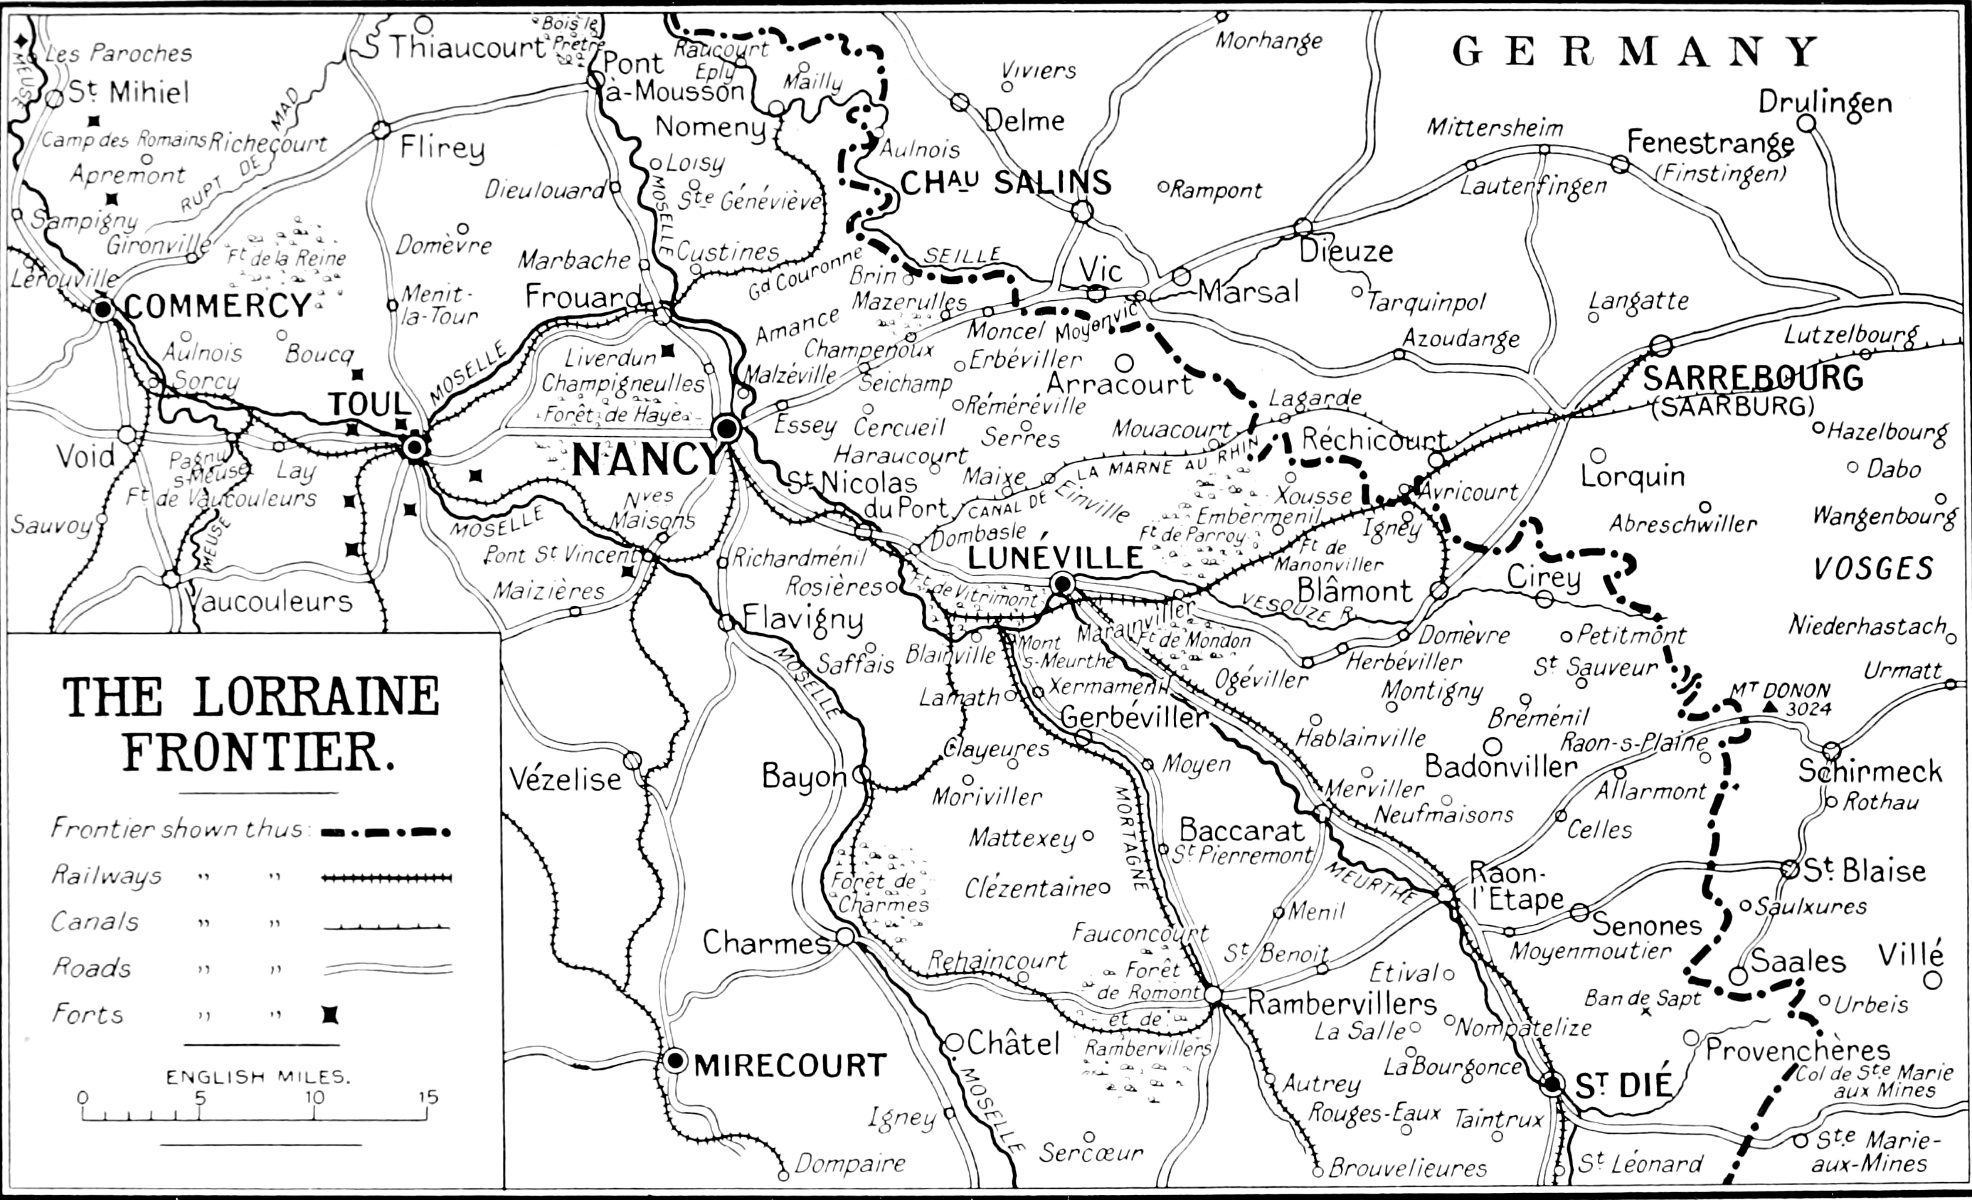 GERMANY
Les Paroches
St Mihiel
MEUSE
Camp des Romains
Richecourt
Apremont
RUPT DE MAD
Sampigny
Gironville
Ft de la Reine
Lérouville
COMMERCY
Thiaucourt
Bois le
Prètre
Pont
à-Mousson
Flirey
Dieulouard
Domèvre
Marbache
Menit-
la-Tour
Frouard
Raucourt
Eply
Mailly
Nomeny
Loisy
Ste Généviève
MOSELLE
Custines
Gd Couronne
Aulnois
CHAU SALINS
SEILLE
Brin
Mazerulles
Morhange
Viviers
Delme
Rampont
Vic
Marsal
Moncel
Moyenvic
Mittersheim
Lauterfingen
Fenestrange
(Finstingen)
Drulingen
Dieuze
Tarquinpol
Langatte
Azoudange
Lutzelbourg
SARREBOURG
(SAARBURG)
Aulnois
Boucq
Sorcy
TOUL
MOSELLE
Liverdun
Champigneulles
Forêt de Haye
NANCY
Amance
Champenoux
Malzéville
Seichamp
Erbéviller
Arracourt
Essey
Cercueil
Réméréville
Serres
Haraucourt
Maixe
Mouacourt
Lagarde
Réchicourt
CANAL DE
LA MARNE AU RHIN
Einville
Xousse
Avricourt
Embermenil
Igney
Ft de Parroy
Ft de
Manonviller
Lorquin
Hazelbourg
Dabo
Abreschwiller
Wangenbourg
VOSGES
Void
Pagny
s-Meuse
Lay
Ft de Vaucouleurs
Sauvoy
MEUSE
Vaucouleurs
MOSELLE
Nves
Maisons
Pont St Vincent
Maizières
St Nicolas
du Port
Dombasle
Richardménil
Rosières
LUNÉVILLE
Ft de Vitrimont
Flavigny
MOSELLE
Saffais
Blainville
Mont
s-Meurthe
Marainviller
Ft de Mondon
VESOUZE R.
Blâmont
Cirey
Domèvre
Herbéviller
Ogéviller
Petitmont
St Sauveur
Montigny
Bréménil
Niederhastach
Urmatt
MT DONON
3024
Xermaménil
Lamath
Gerbéviller
Clayeures
Moyen
Hablainville
Badonviller
Raon-s-Plaine
Schirmeck
Rothau
Vézelise
Bayon
Moriviller
MORTAGNE
Merviller
Neufmaisons
Allarmont
Celles
Mattexey
Baccarat
St Pierremont
MEURTHE
Raon-
l'Etape
St Blaise
Saulxures
Forêt de
Charmes
Clézentaine
Menil
Senones
Moyenmoutier
Charmes
Rehaincourt
Fauconcourt
St Benoit
Etival
Saales
Villé
Forêt
de Romont
et de
Rambervillers
Rambervillers
Ban de Sapt
Urbeis
La Salle
Nompatelize
La Bourgonce
Provenchères
Col de Ste Marie
aux Mines
MIRECOURT
Châtel
MOSELLE
Igney
Autrey
Rouges-Eaux
Taintrux
ST DIÉ
Ste Marie-
aux-Mines
Dompaire
Sercœur
Brouvelieures
St Léonard
THE LORRAINE
FRONTIER.
Frontier shown thus:
Railways " "
Canals " "
Roads " "
Forts " "
ENGLISH MILES.
0 5 10 15